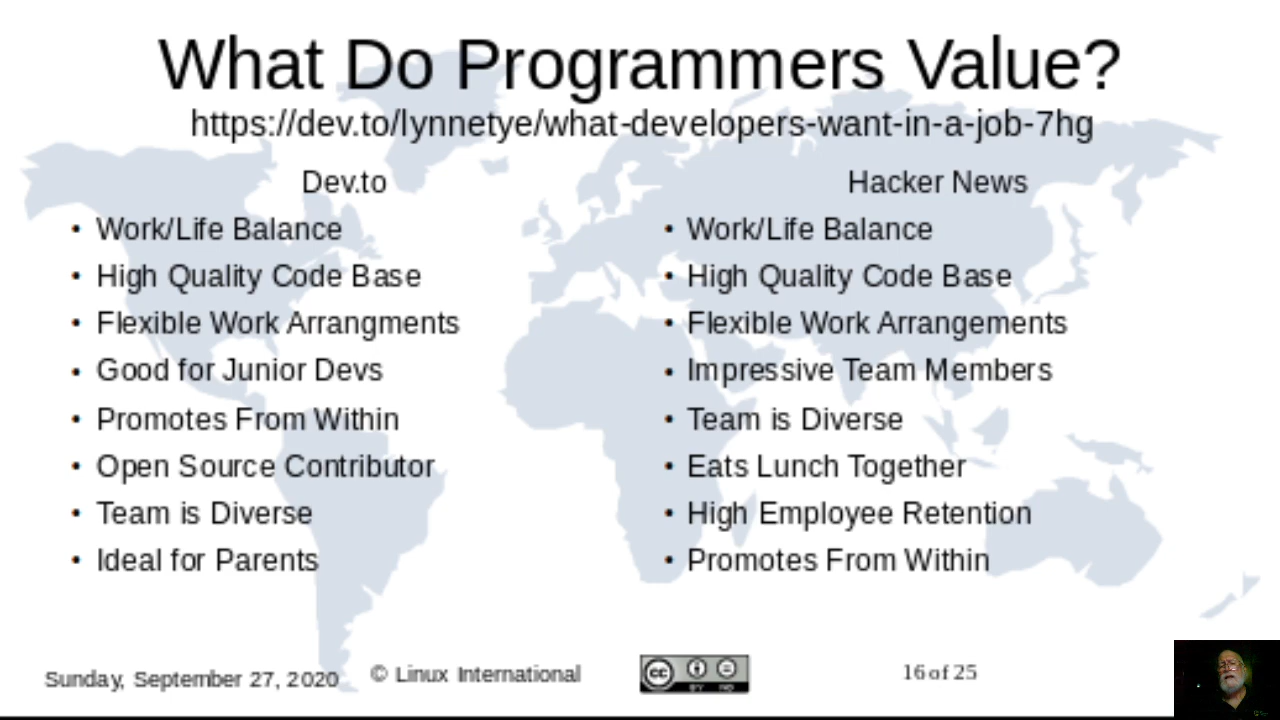 What Do Programmers Value?
https://dev.to/lynnetye/what-developers-want-in-a-job-7hg
Dev.to
• Work/Life Balance
• High Quality Code Base
• Flexible Work Arrangments
• Good for Junior Devs
• Promotes From Within
• Open Source Contributor
• Team is Diverse
• Ideal for Parents
Hacker News
• Work/Life Balance
• High Quality Code Base
• Flexible Work Arrangements
• Impressive Team Members
• Team is Diverse
• Eats Lunch Together
• High Employee Retention
• Promotes From Within
Sunday, September 27, 2020
© Linux International
cc
BY ND
16 of 25